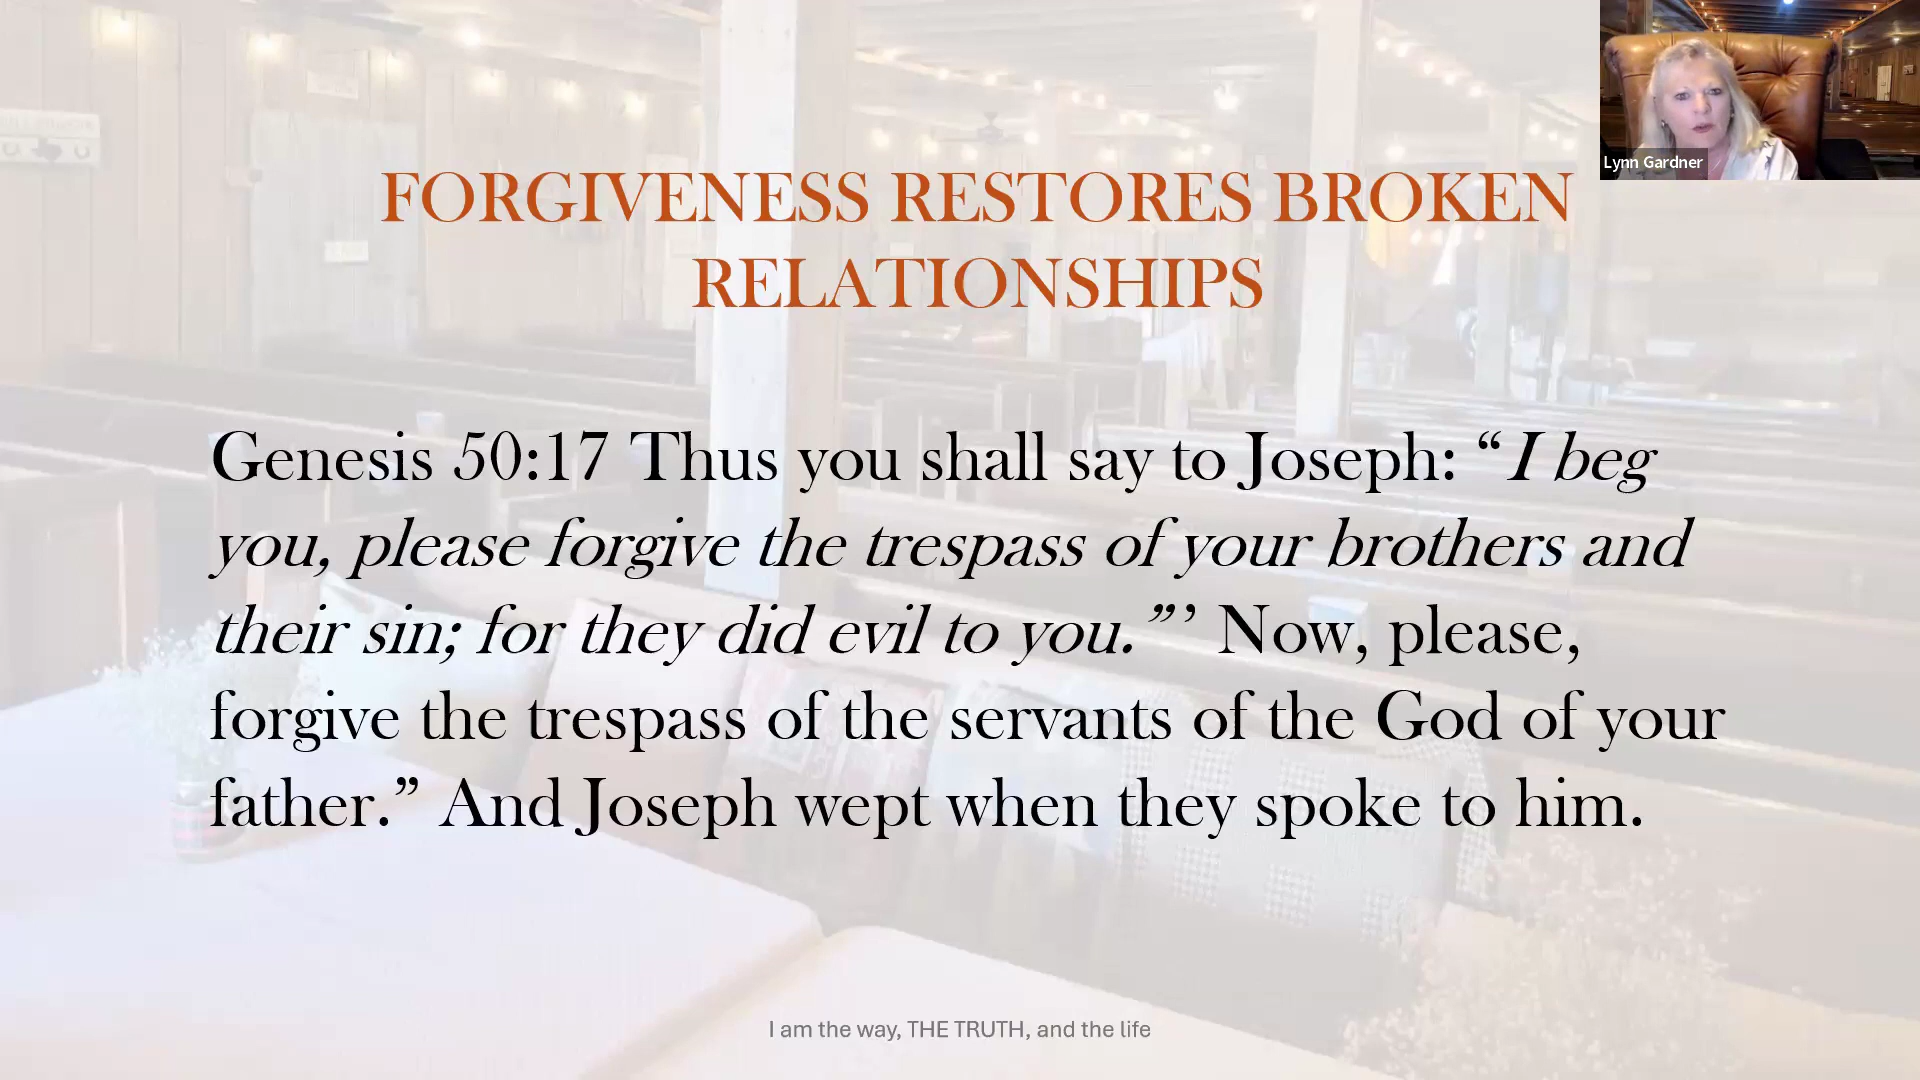 Lynn Gardner
FORGIVENESS RESTORES BROKEN
RELATIONSHIPS
Genesis 50:17 Thus you shall say to Joseph: “I beg
you, please forgive the trespass of your brothers and
their sin; for they did evil to you.”’ Now, please,
forgive the trespass of the servants of the God of your
father.” And Joseph wept when they spoke to him.
I am the way, THE TRUTH, and the life